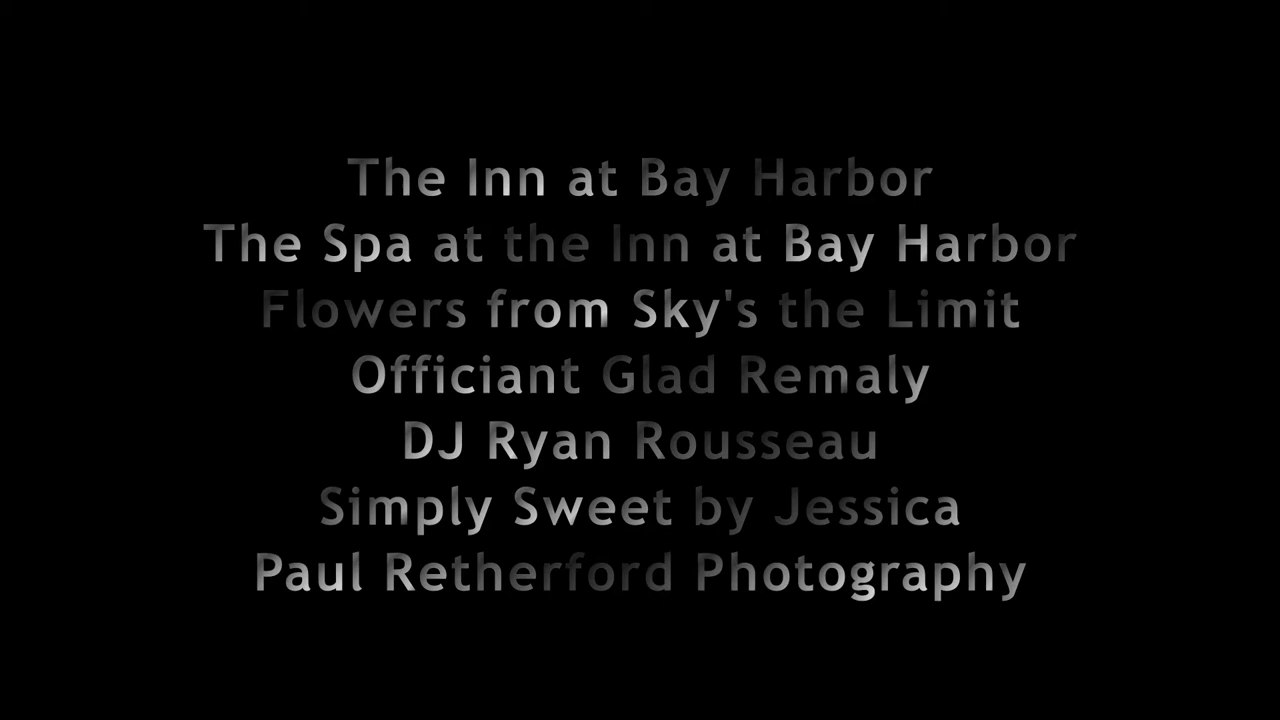 The Inn at Bay Harbor
The Spa at the Inn at Bay Harbor
Flowers from Sky's the Limit
Officiant Glad Remaly
DJ Ryan Rousseau
Simply Sweet by Jessica
Paul Retherford Photography